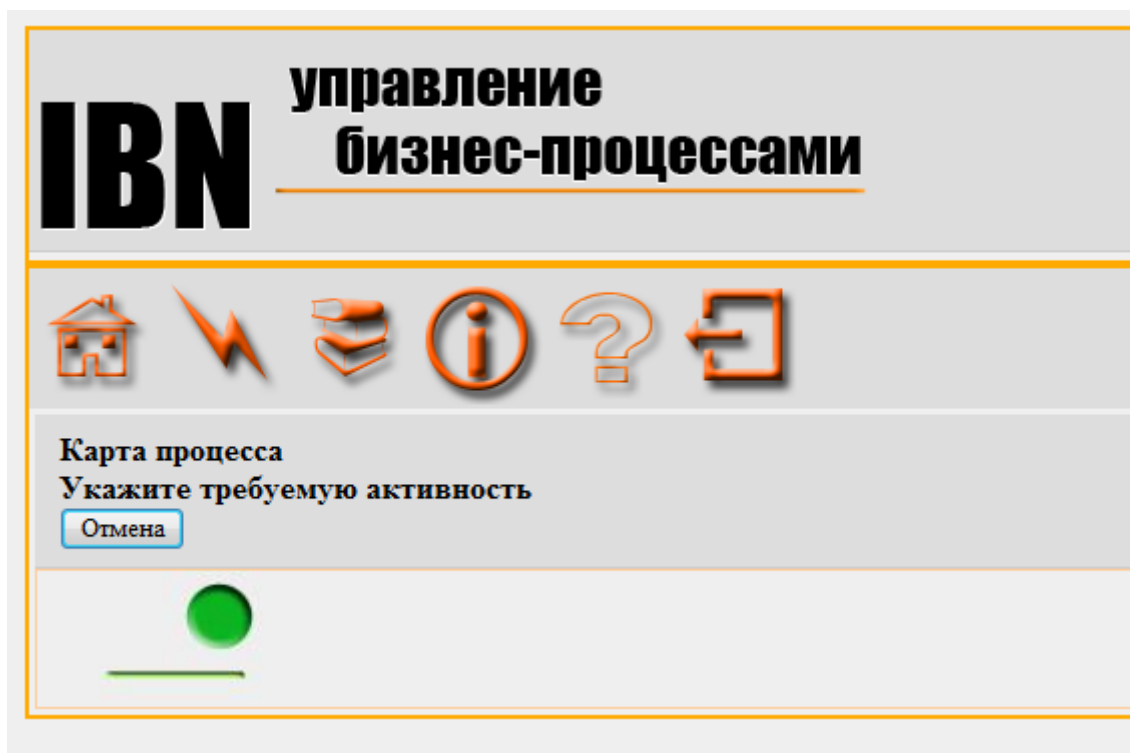 IBN
управление
бизнес-процессами
Карта процесса
Укажите требуемую активность
Отмена